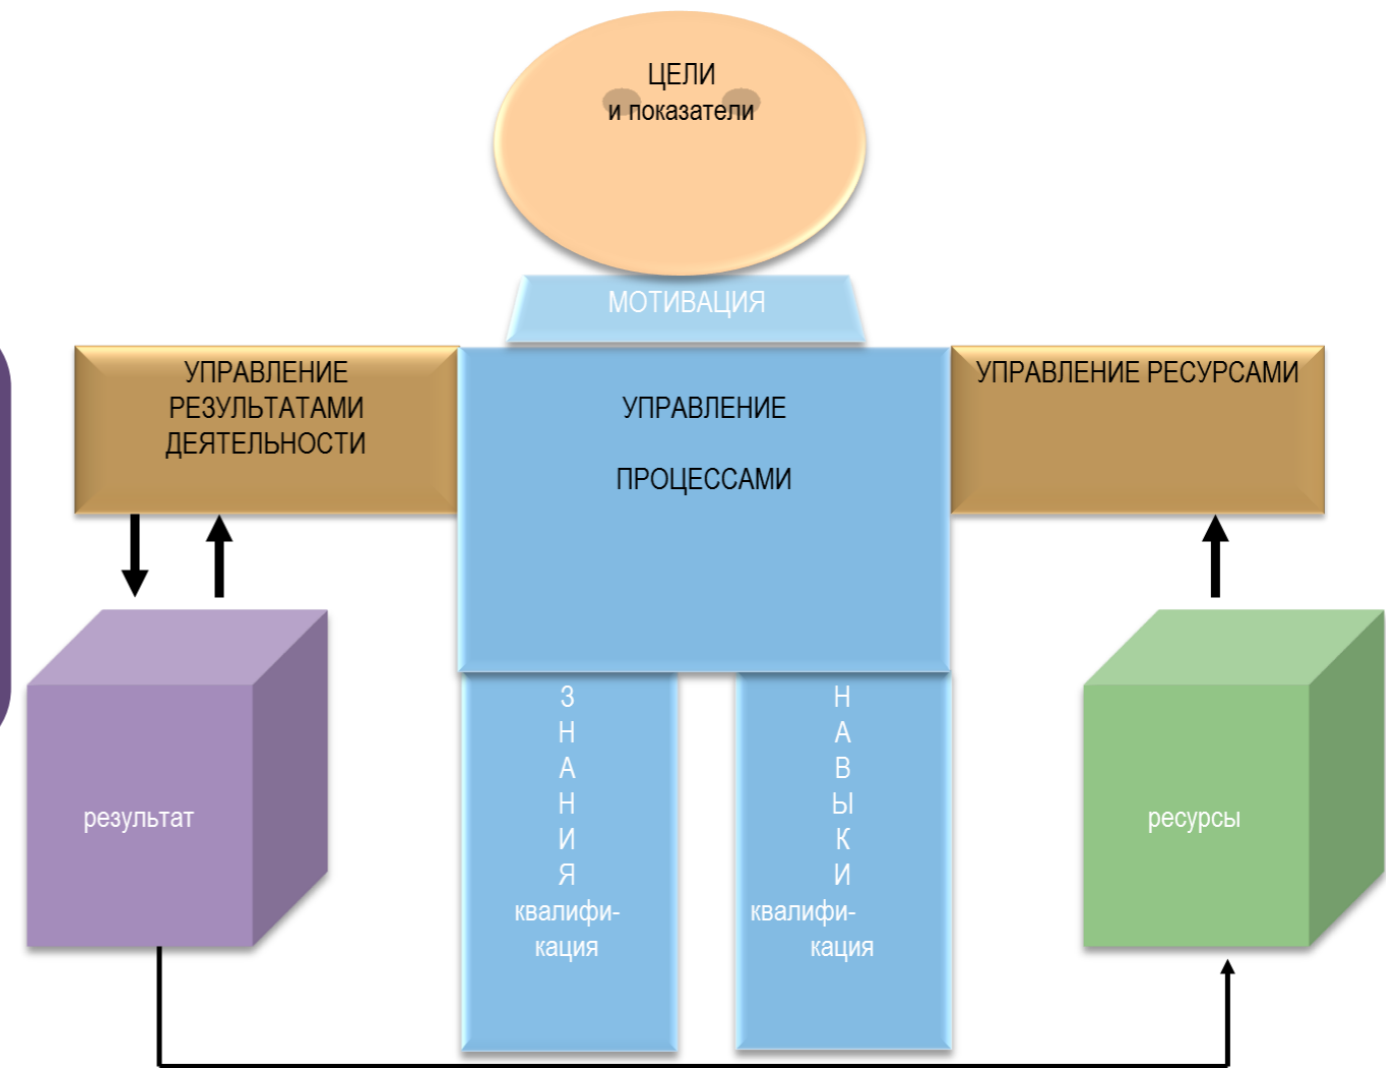 ЦЕЛИ
и показатели
МОТИВАЦИЯ
УПРАВЛЕНИЕ
РЕЗУЛЬТАТАМИ
ДЕЯТЕЛЬНОСТИ
УПРАВЛЕНИЕ
ПРОЦЕССАМИ
УПРАВЛЕНИЕ РЕСУРСАМИ
результат
З
Н
А
Н
И
Я
квалифи-
кация
Н
А
В
Ы
К
И
квалифи-
кация
ресурсы